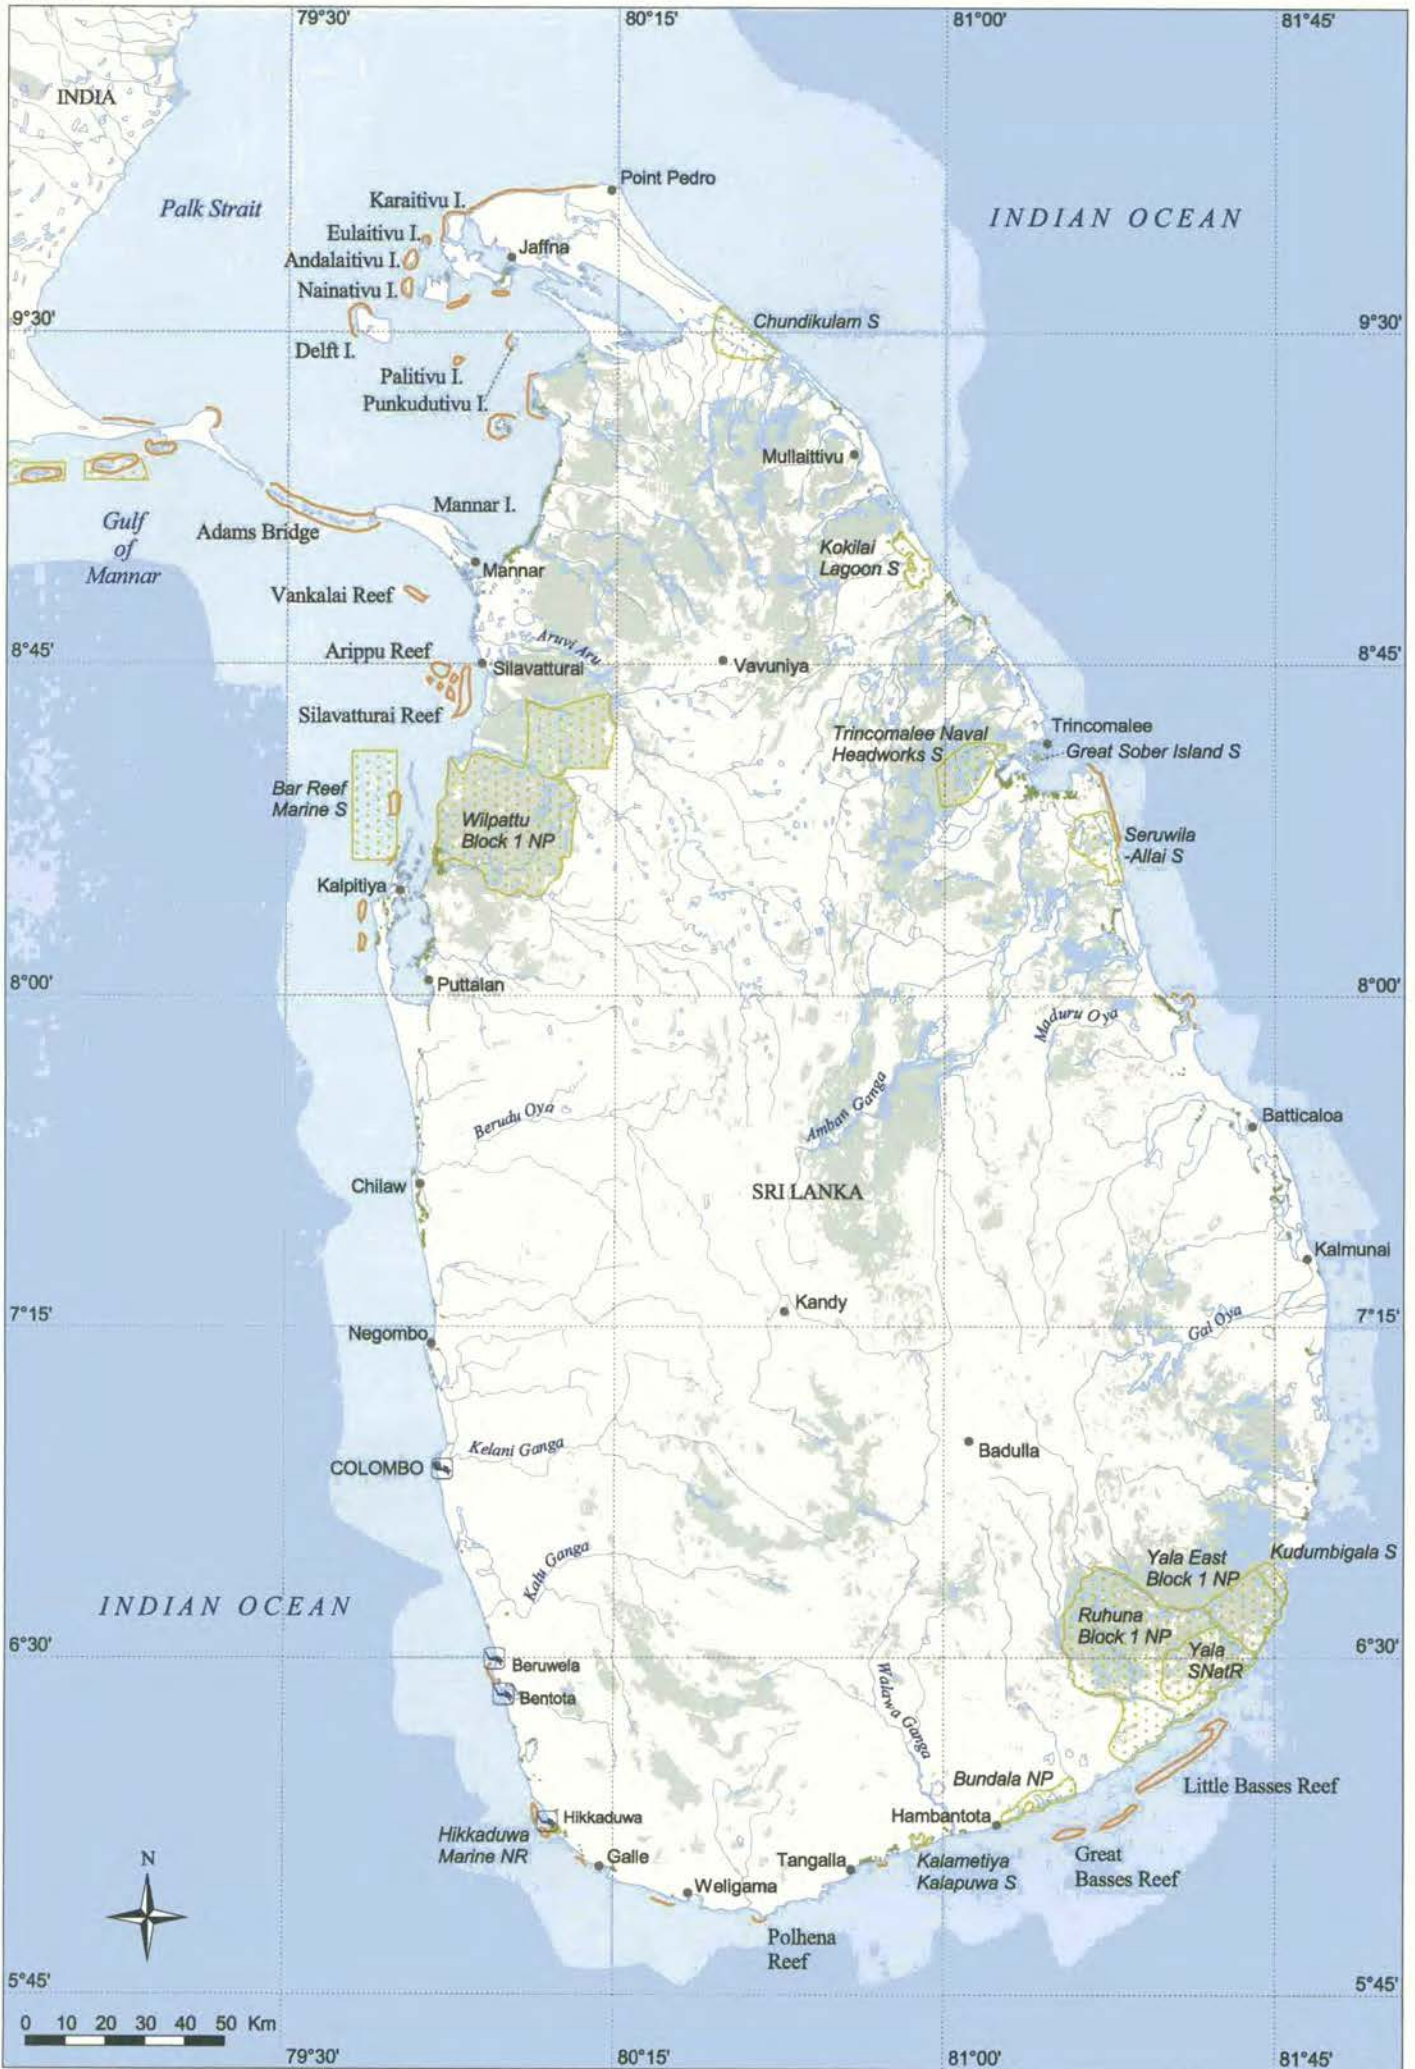 79°30'
80°15'
81°00'
81°45'
INDIA
Palk Strait
INDIAN OCEAN
Point Pedro
Karaitivu I.
Eulaitivu I.
Jaffna
Andalaitivu I.
Nainativu I.
9°30'
Chundikulam S
9°30'
Delft I.
Palitivu I.
Punkudutivu I.
Mullaittivu
Gulf
of
Mannar
Mannar I.
Adams Bridge
Kokilai
Lagoon S
Mannar
Vankalai Reef
Aruvi Aru
Arippu Reef
8°45'
Silavatturai
Vavuniya
8°45'
Silavatturai Reef
Trincomalee Naval
Headworks S
Trincomalee
Great Sober Island S
Bar Reef
Marine S
Wilpattu
Block 1 NP
Seruwila
-Allai S
Kalpitiya
8°00'
Puttalan
8°00'
Maduru Oya
Berudu Oya
Amban Ganga
Batticaloa
Chilaw
SRI LANKA
Kalmunai
7°15'
Kandy
7°15'
Negombo
Gal Oya
COLOMBO
Kelani Ganga
Badulla
Kalu Ganga
Yala East
Block 1 NP
Kudumbigala S
INDIAN OCEAN
Ruhuna
Block 1 NP
6°30'
Yala
SNatR
6°30'
Beruwela
Bentota
Walawa Ganga
Bundala NP
Little Basses Reef
Hikkaduwa
Hambantota
Hikkaduwa
Marine NR
Galle
Tangalla
Kalametiya
Kalapuwa S
Great
Basses Reef
N
Weligama
Polhena
Reef
5°45'
5°45'
0 10 20 30 40 50 Km
79°30'
80°15'
81°00'
81°45'